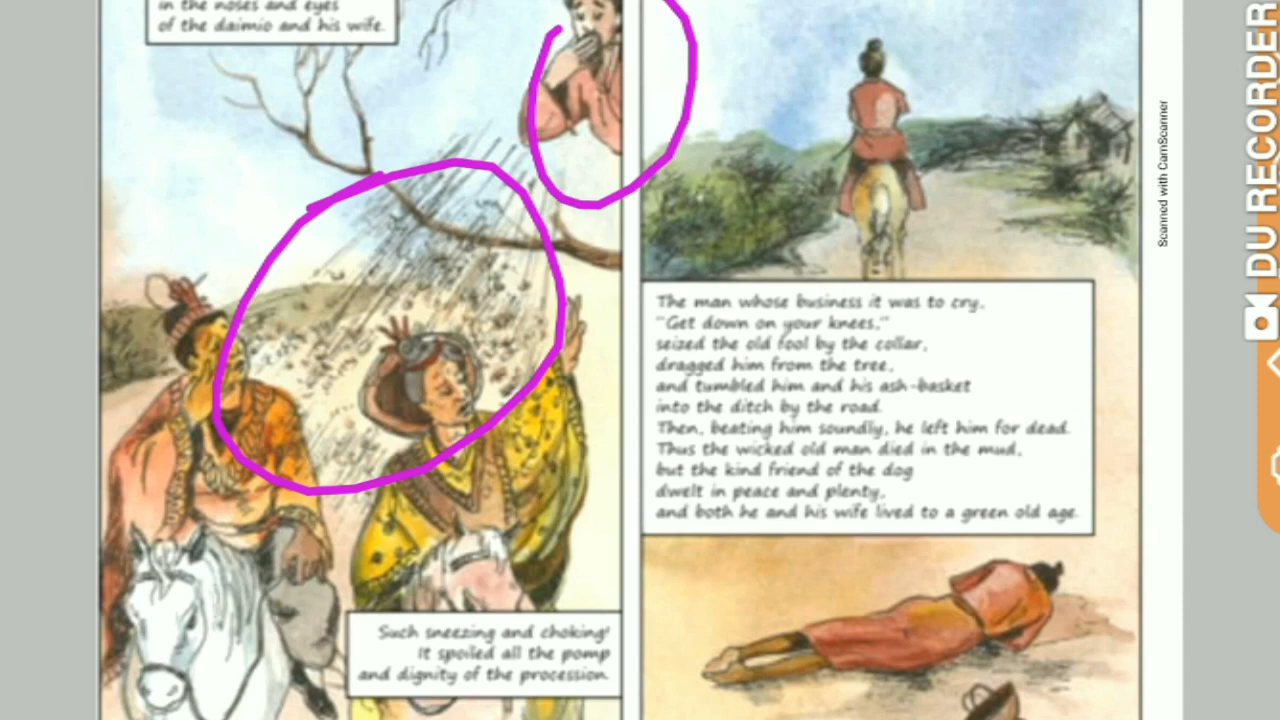 in the noses and eyes
of the daimio and his wife.
Such sneezing and choking!
It spoiled all the pomp
and dignity of the procession.
The man whose business it was to cry,
"Get down on your knees,"
seized the old fool by the collar,
dragged him from the tree,
and tumbled him and his ash-basket
into the ditch by the road.
Then, beating him soundly, he left him for dead.
Thus the wicked old man died in the mud,
but the kind friend of the dog
dwelt in peace and plenty,
and both he and his wife lived to a green old age.
Scanned with CamScanner
DU RECORDER